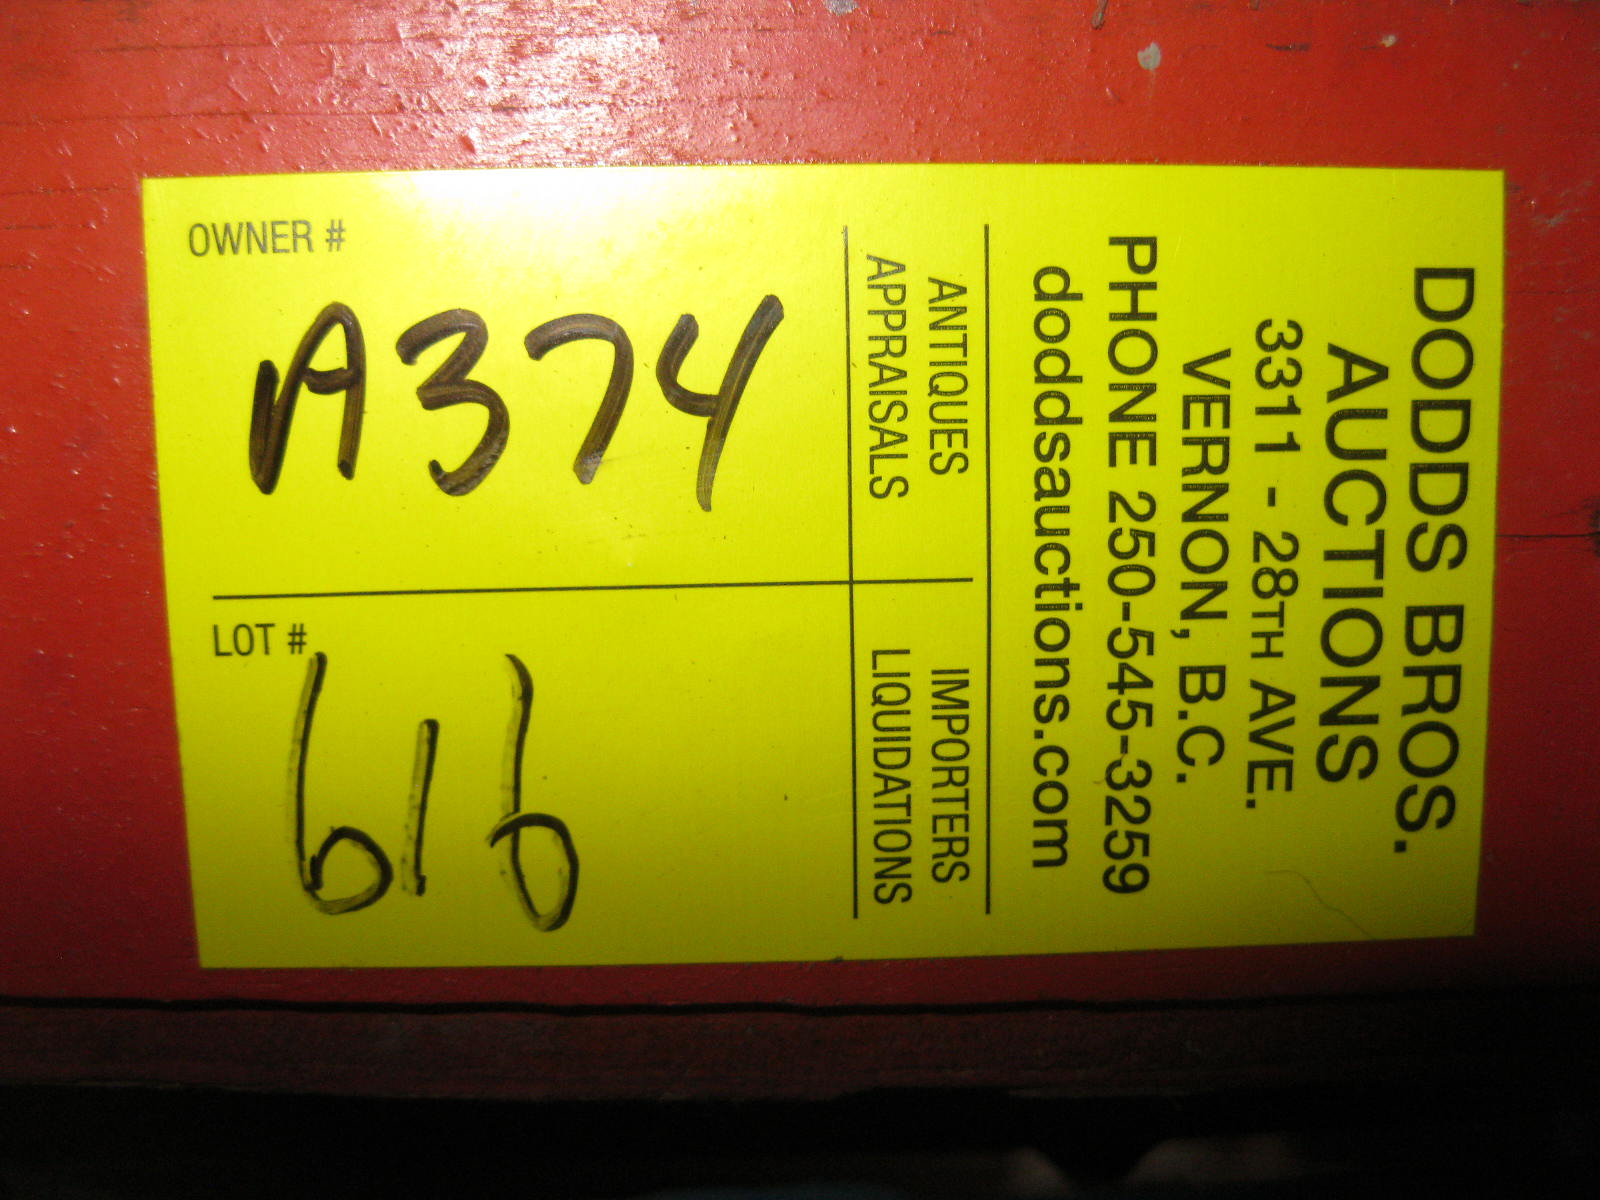 DODDS BROS.
AUCTIONS
3311 - 28TH AVE.
VERNON, B.C.
PHONE 250-545-3259
doddsauctions.com
ANTIQUES IMPORTERS
APPRAISALS LIQUIDATIONS
OWNER #
A374
LOT #
616